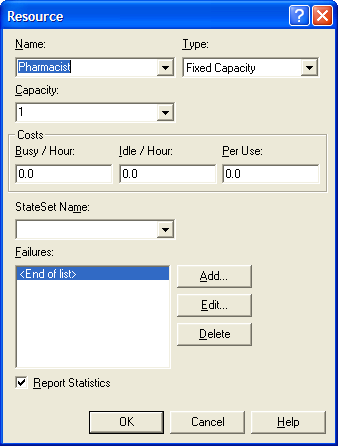 Resource
Name: Type:
Pharmacist Fixed Capacity
Capacity:
1
Costs
Busy / Hour: Idle / Hour: Per Use:
0.0 0.0 0.0
StateSet Name:
Failures:
<End of list>
Add...
Edit...
Delete
Report Statistics
OK Cancel Help